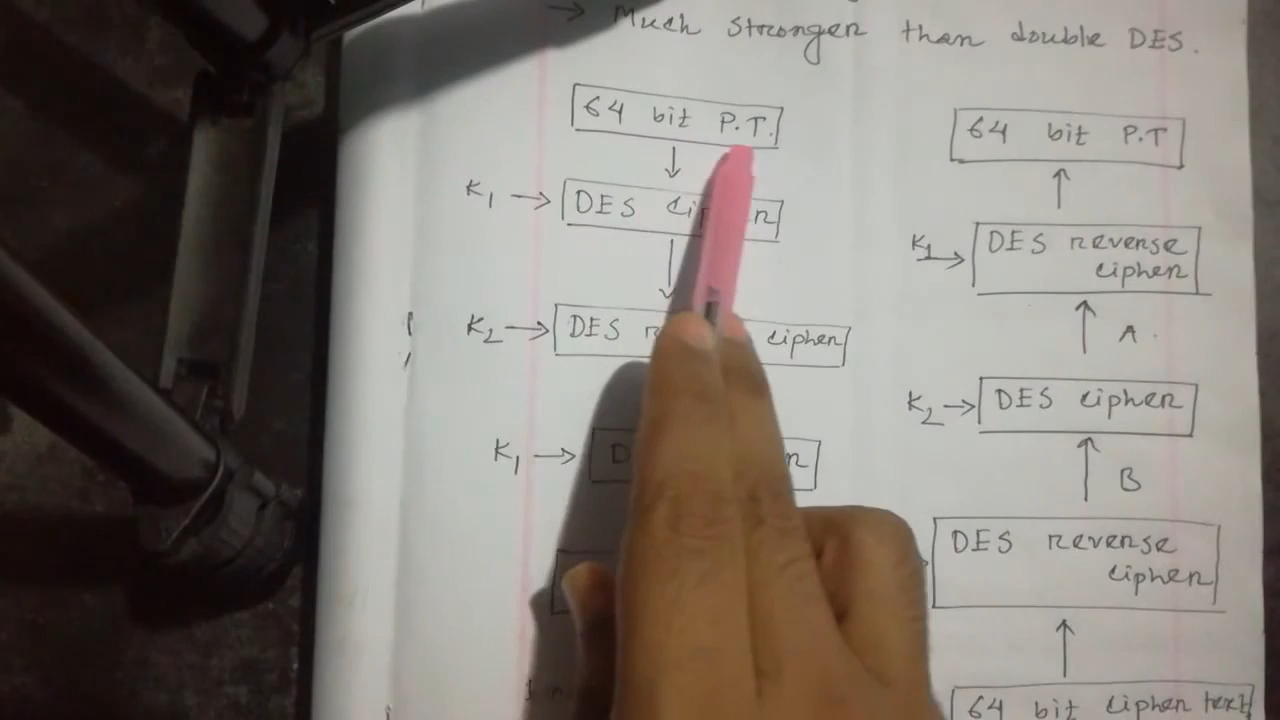 → Much stronger than double DES.
64 bit P.T.
K1 → DES
K2 → DES cipher
K1 →
64 bit P.T
K1 → DES reverse
cipher
A.
K2 → DES cipher
B
DES reverse
cipher
64 bit cipher text